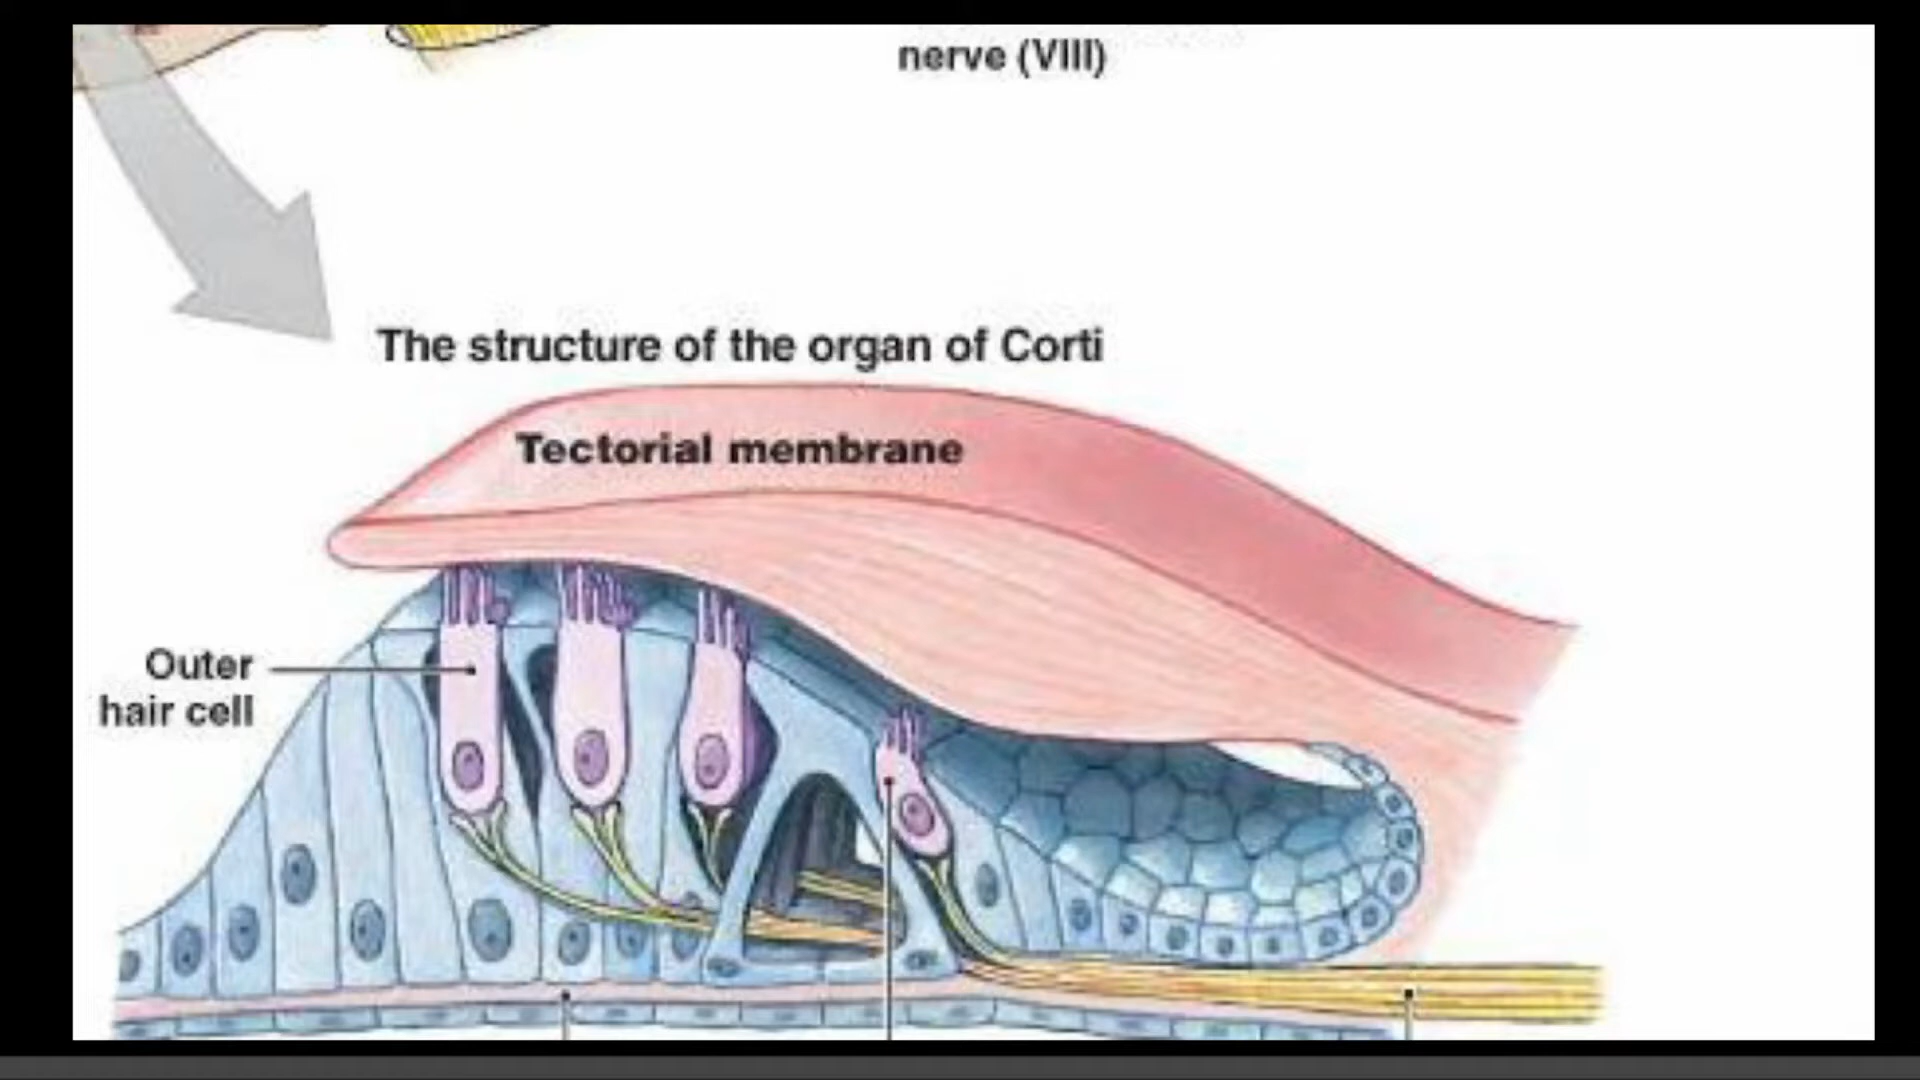 nerve (VIII)
The structure of the organ of Corti
Tectorial membrane
Outer
hair cell